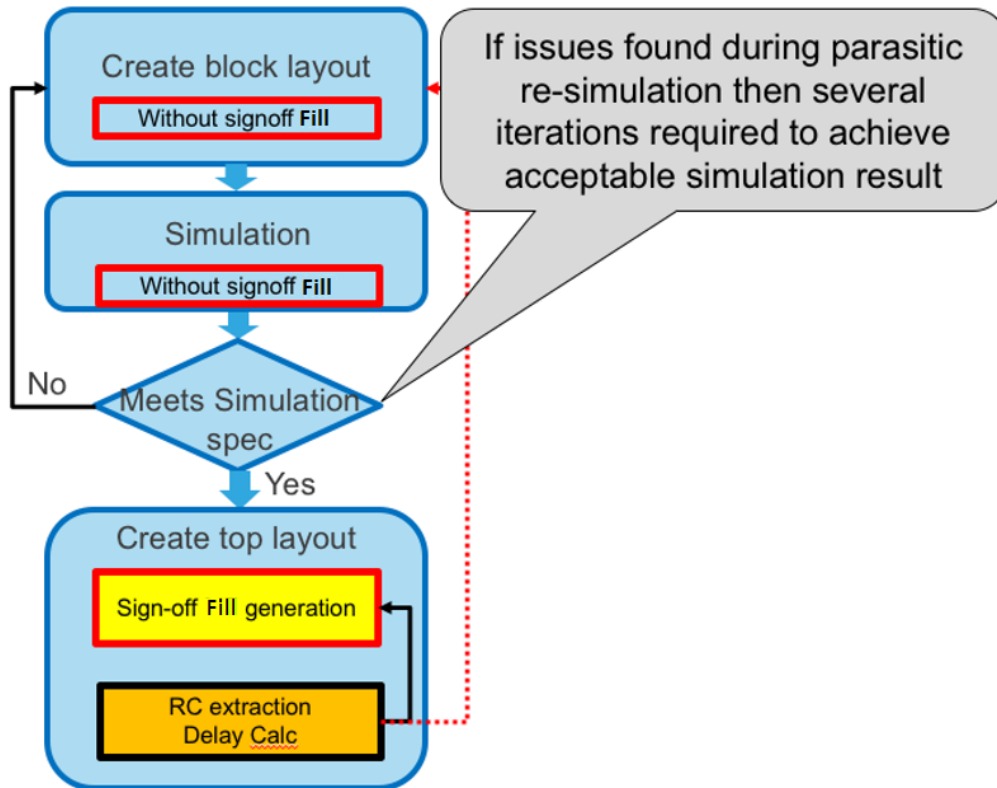 Create block layout
Without signoff Fill
If issues found during parasitic
re-simulation then several
iterations required to achieve
acceptable simulation result
Simulation
Without signoff Fill
No
Meets Simulation
spec
Yes
Create top layout
Sign-off Fill generation
RC extraction
Delay Calc